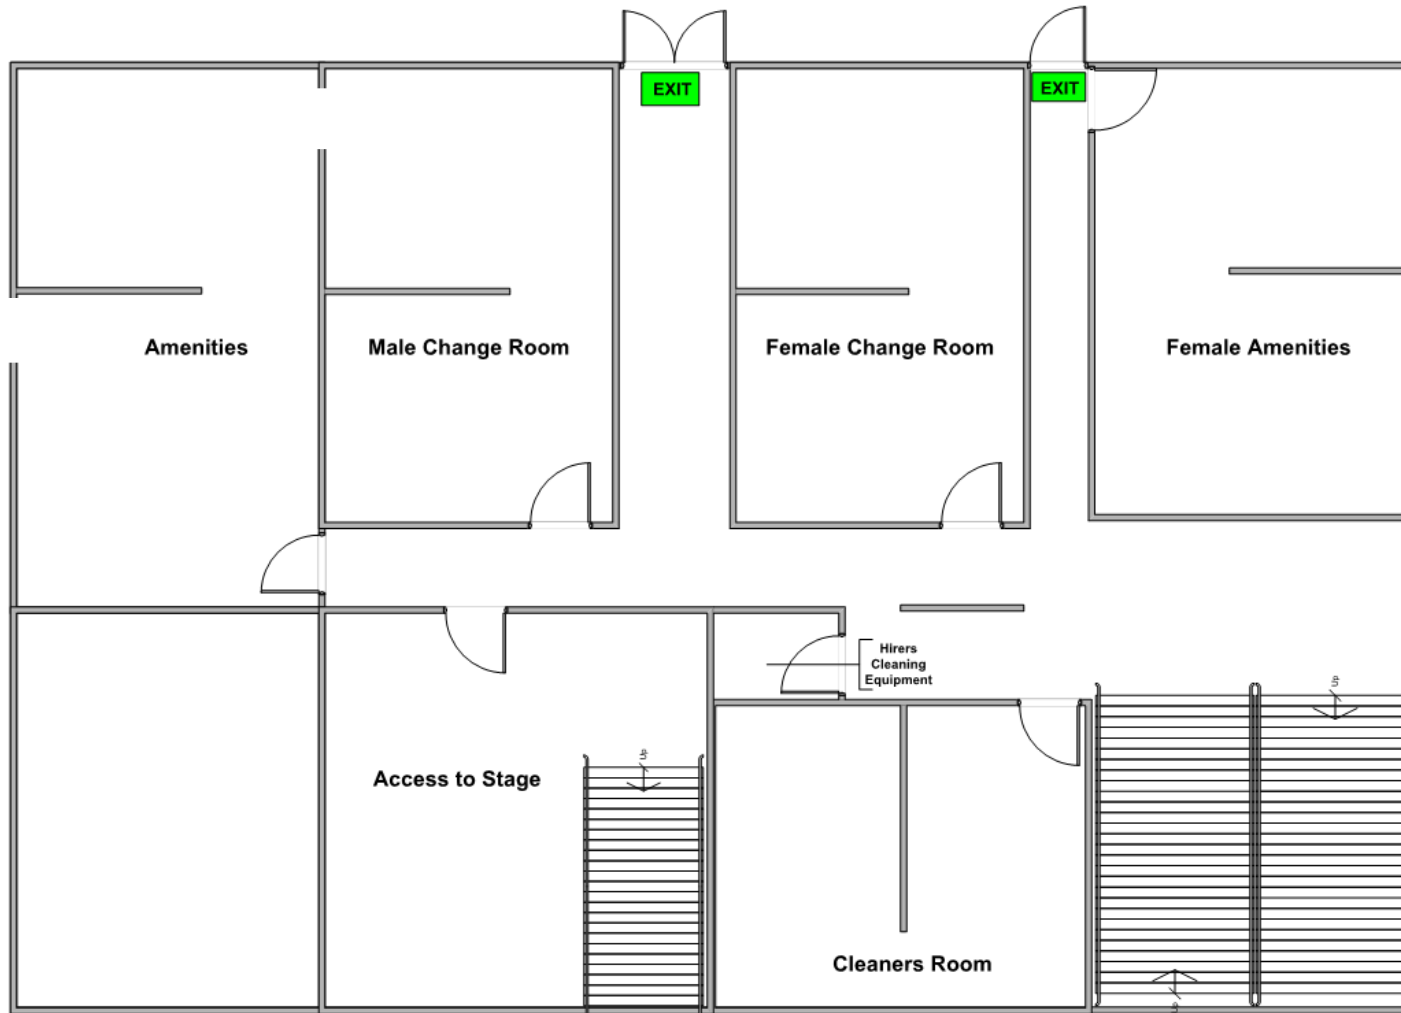 EXIT
EXIT
Amenities
Male Change Room
Female Change Room
Female Amenities
Hirers
Cleaning
Equipment
Up
Up
Access to Stage
Cleaners Room
Up